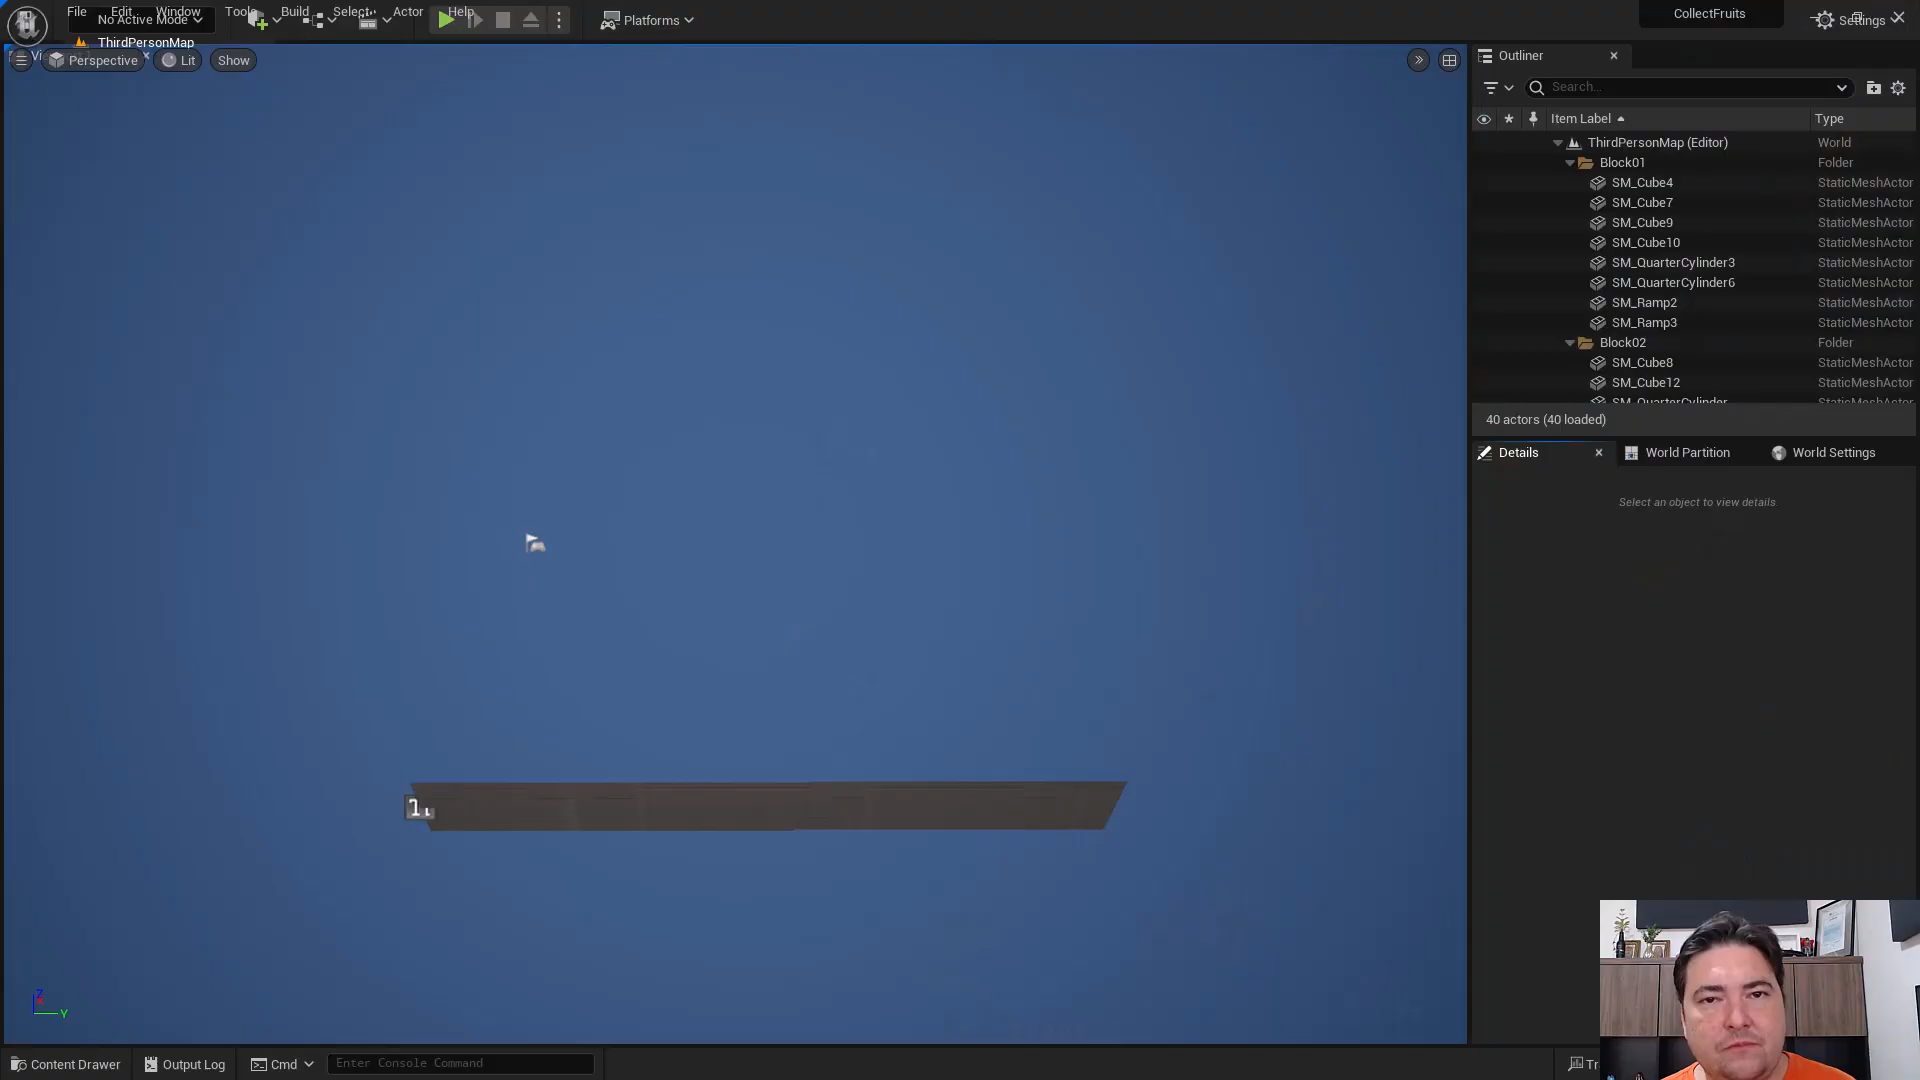 File Edit Window Tools Build Select Actor Help
No Active Mode
Platforms
CollectFruits
Settings
ThirdPersonMap
Perspective
Lit
Show
Outliner
Search...
Item Label
Type
ThirdPersonMap (Editor) World
Block01 Folder
SM_Cube4 StaticMeshActor
SM_Cube7 StaticMeshActor
SM_Cube9 StaticMeshActor
SM_Cube10 StaticMeshActor
SM_QuarterCylinder3 StaticMeshActor
SM_QuarterCylinder6 StaticMeshActor
SM_Ramp2 StaticMeshActor
SM_Ramp3 StaticMeshActor
Block02 Folder
SM_Cube8 StaticMeshActor
SM_Cube12 StaticMeshActor
SM_QuarterCylinder StaticMeshActor
40 actors (40 loaded)
Details
World Partition
World Settings
Select an object to view details
Z
Y
Content Drawer
Output Log
Cmd
Enter Console Command